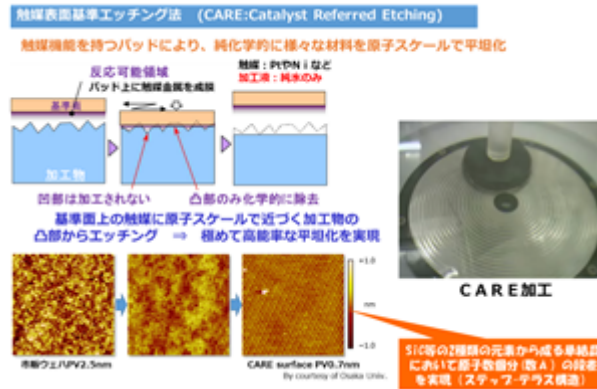 触媒表面基準エッチング法 (CARE:Catalyst Referred Etching)
触媒機能を持つパッドにより、純化学的に様々な材料を原子スケールで平坦化
反応可能領域
パッド上に触媒金属を成膜
触媒:PtやNiなど
加工液:純水のみ
基準面
加工物
凹部は加工されない
凸部のみ化学的に除去
基準面上の触媒に原子スケールで近づく加工物の
凸部からエッチング ⇒ 極めて高能率な平坦化を実現
CARE加工
+1.0
nm
-1.0
市販ウェハPV2.5nm
CARE surface PV0.7nm
By courtesy of Osaka Univ.
SiC等の2種類の元素から成る単結晶
において原子数個分(数A)の段差
を実現(ステップ-テラス構造)